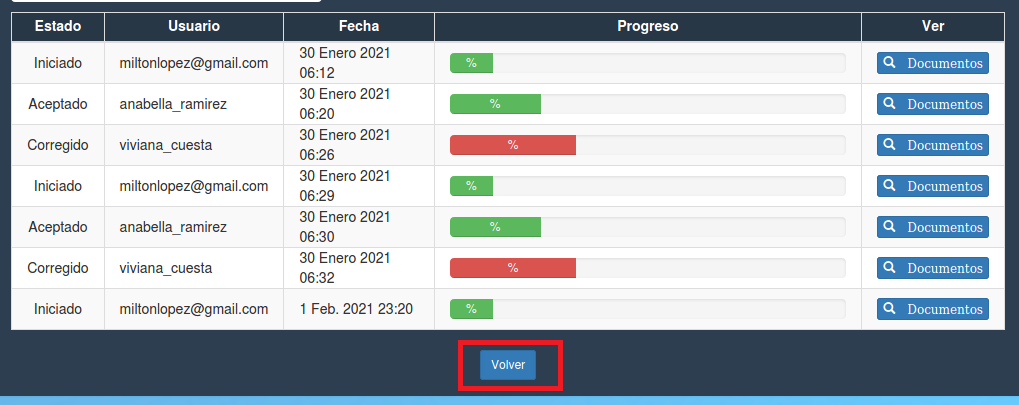 Estado Usuario Fecha Progreso Ver
Iniciado miltonlopez@gmail.com 30 Enero 2021 06:12 % Documentos
Aceptado anabella_ramirez 30 Enero 2021 06:20 % Documentos
Corregido viviana_cuesta 30 Enero 2021 06:26 % Documentos
Iniciado miltonlopez@gmail.com 30 Enero 2021 06:29 % Documentos
Aceptado anabella_ramirez 30 Enero 2021 06:30 % Documentos
Corregido viviana_cuesta 30 Enero 2021 06:32 % Documentos
Iniciado miltonlopez@gmail.com 1 Feb. 2021 23:20 % Documentos
Volver